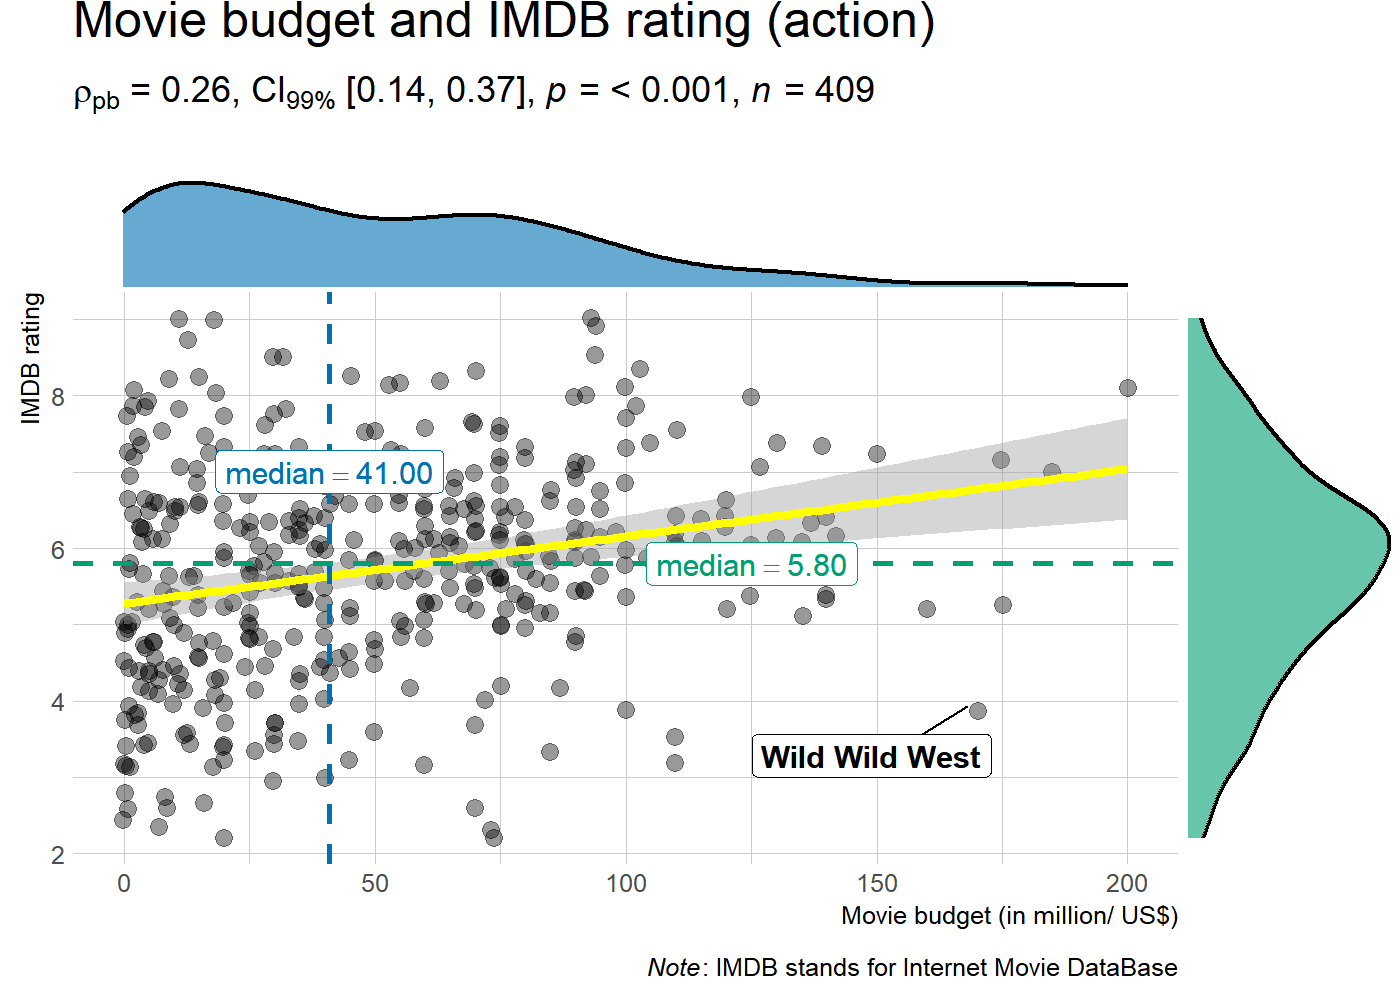 Movie budget and IMDB rating (action)
ρpb = 0.26, CI99% [0.14, 0.37], p = < 0.001, n = 409
IMDB rating
8
6
4
2
median = 41.00
median = 5.80
Wild Wild West
0 50 100 150 200
Movie budget (in million/ US$)
Note: IMDB stands for Internet Movie DataBase